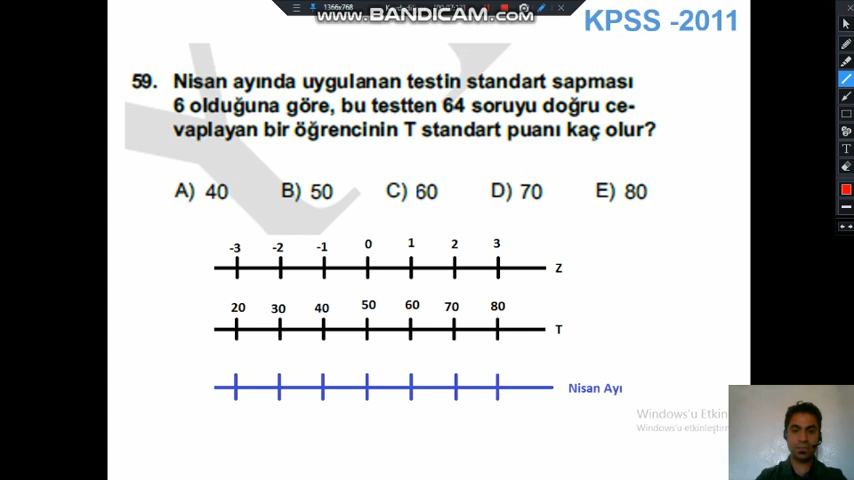 1366x768
www.BANDICAM.com
KPSS -2011
59. Nisan ayında uygulanan testin standart sapması
6 olduğuna göre, bu testten 64 soruyu doğru ce-
vaplayan bir öğrencinin T standart puanı kaç olur?
A) 40 B) 50 C) 60 D) 70 E) 80
-3 -2 -1 0 1 2 3
Z
20 30 40 50 60 70 80
T
Nisan Ayı
Windows'u Etkin
Windows'u etkinleştirm